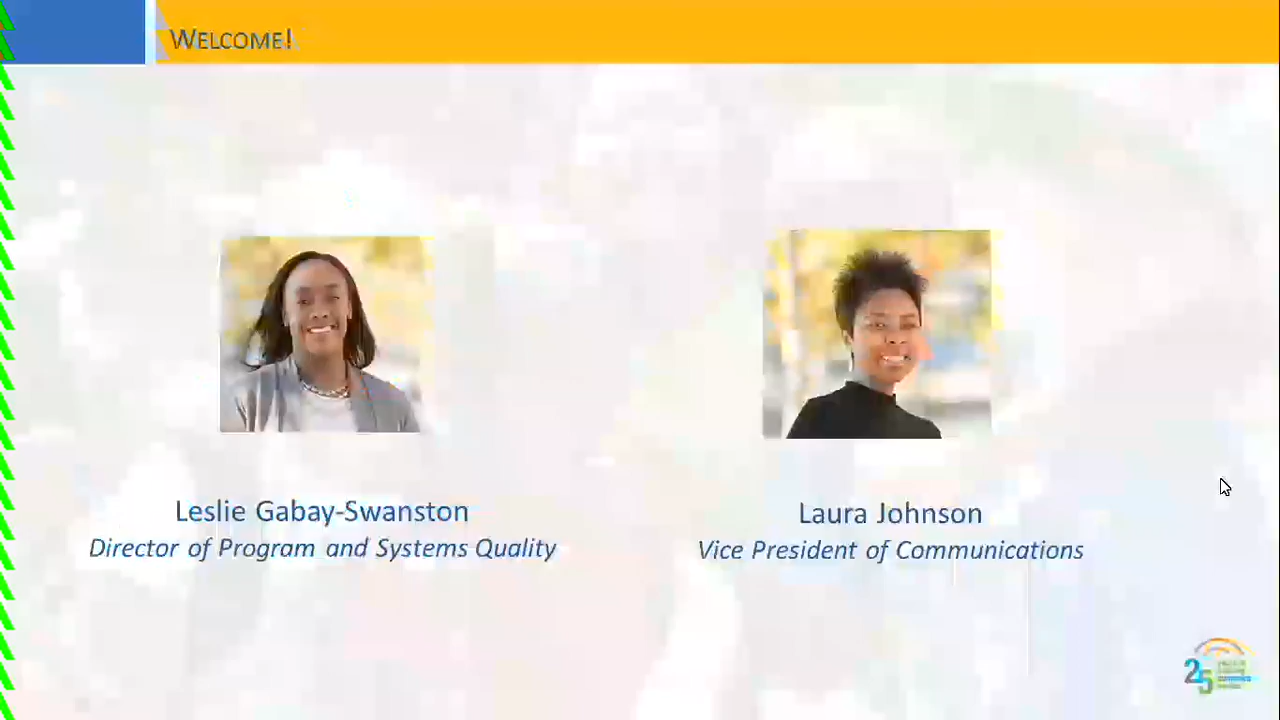 WELCOME!
Leslie Gabay-Swanston
Director of Program and Systems Quality
Laura Johnson
Vice President of Communications
25